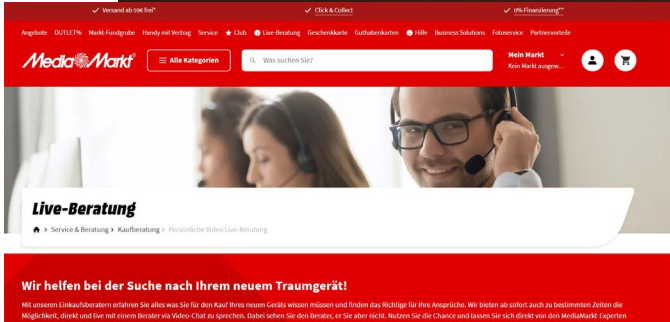 Versand ab 59€ frei* Click & Collect 0% Finanzierung**
Angebote OUTLET% Markt-Fundgrube Handy mit Vertrag Service Club Live-Beratung Geschenkkarte Guthabenkarten Hilfe Business Solutions Fotoservice Partnervorteile
MediaMarkt Alle Kategorien Was suchen Sie? Mein Markt
Kein Markt ausgew...
Live-Beratung
Service & Beratung > Kaufberatung > Persönliche Video Live-Beratung
Wir helfen bei der Suche nach Ihrem neuem Traumgerät!
Mit unseren Einkaufsberatern erfahren Sie alles was Sie für den Kauf Ihres neuen Geräts wissen müssen und finden das Richtige für Ihre Ansprüche. Wir bieten ab sofort auch zu bestimmten Zeiten die
Möglichkeit, direkt und live mit einem Berater via Video-Chat zu sprechen. Dabei sehen Sie den Berater, er Sie aber nicht. Nutzen Sie die Chance und lassen Sie sich direkt von den MediaMarkt-Experten